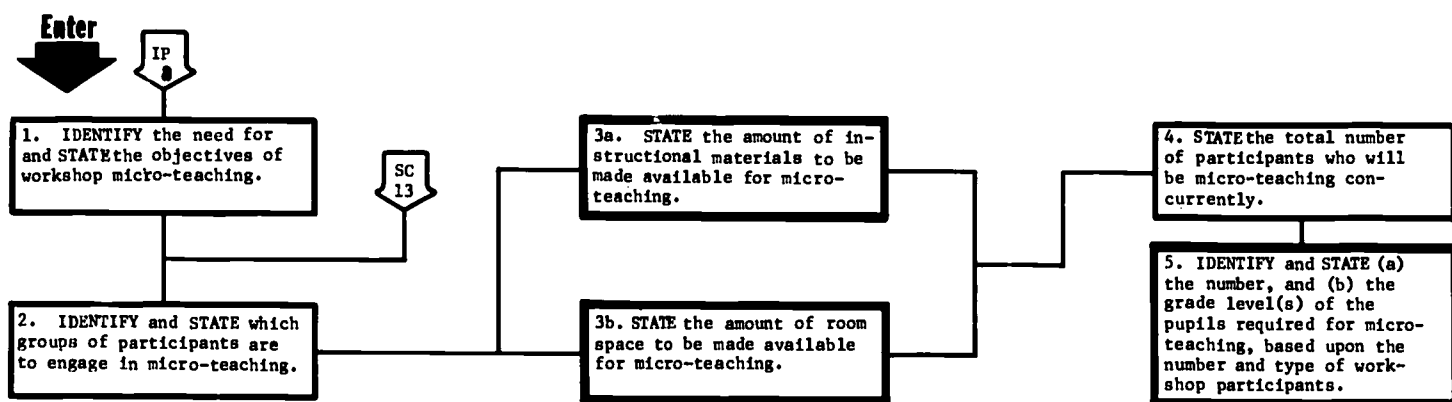 Enter
IP
a
1. IDENTIFY the need for
and STATE the objectives of
workshop micro-teaching.
SC
13
2. IDENTIFY and STATE which
groups of participants are
to engage in micro-teaching.
3a. STATE the amount of in-
structional materials to be
made available for micro-
teaching.
3b. STATE the amount of room
space to be made available
for micro-teaching.
4. STATE the total number
of participants who will
be micro-teaching con-
currently.
5. IDENTIFY and STATE (a)
the number, and (b) the
grade level(s) of the
pupils required for micro-
teaching, based upon the
number and type of work-
shop participants.